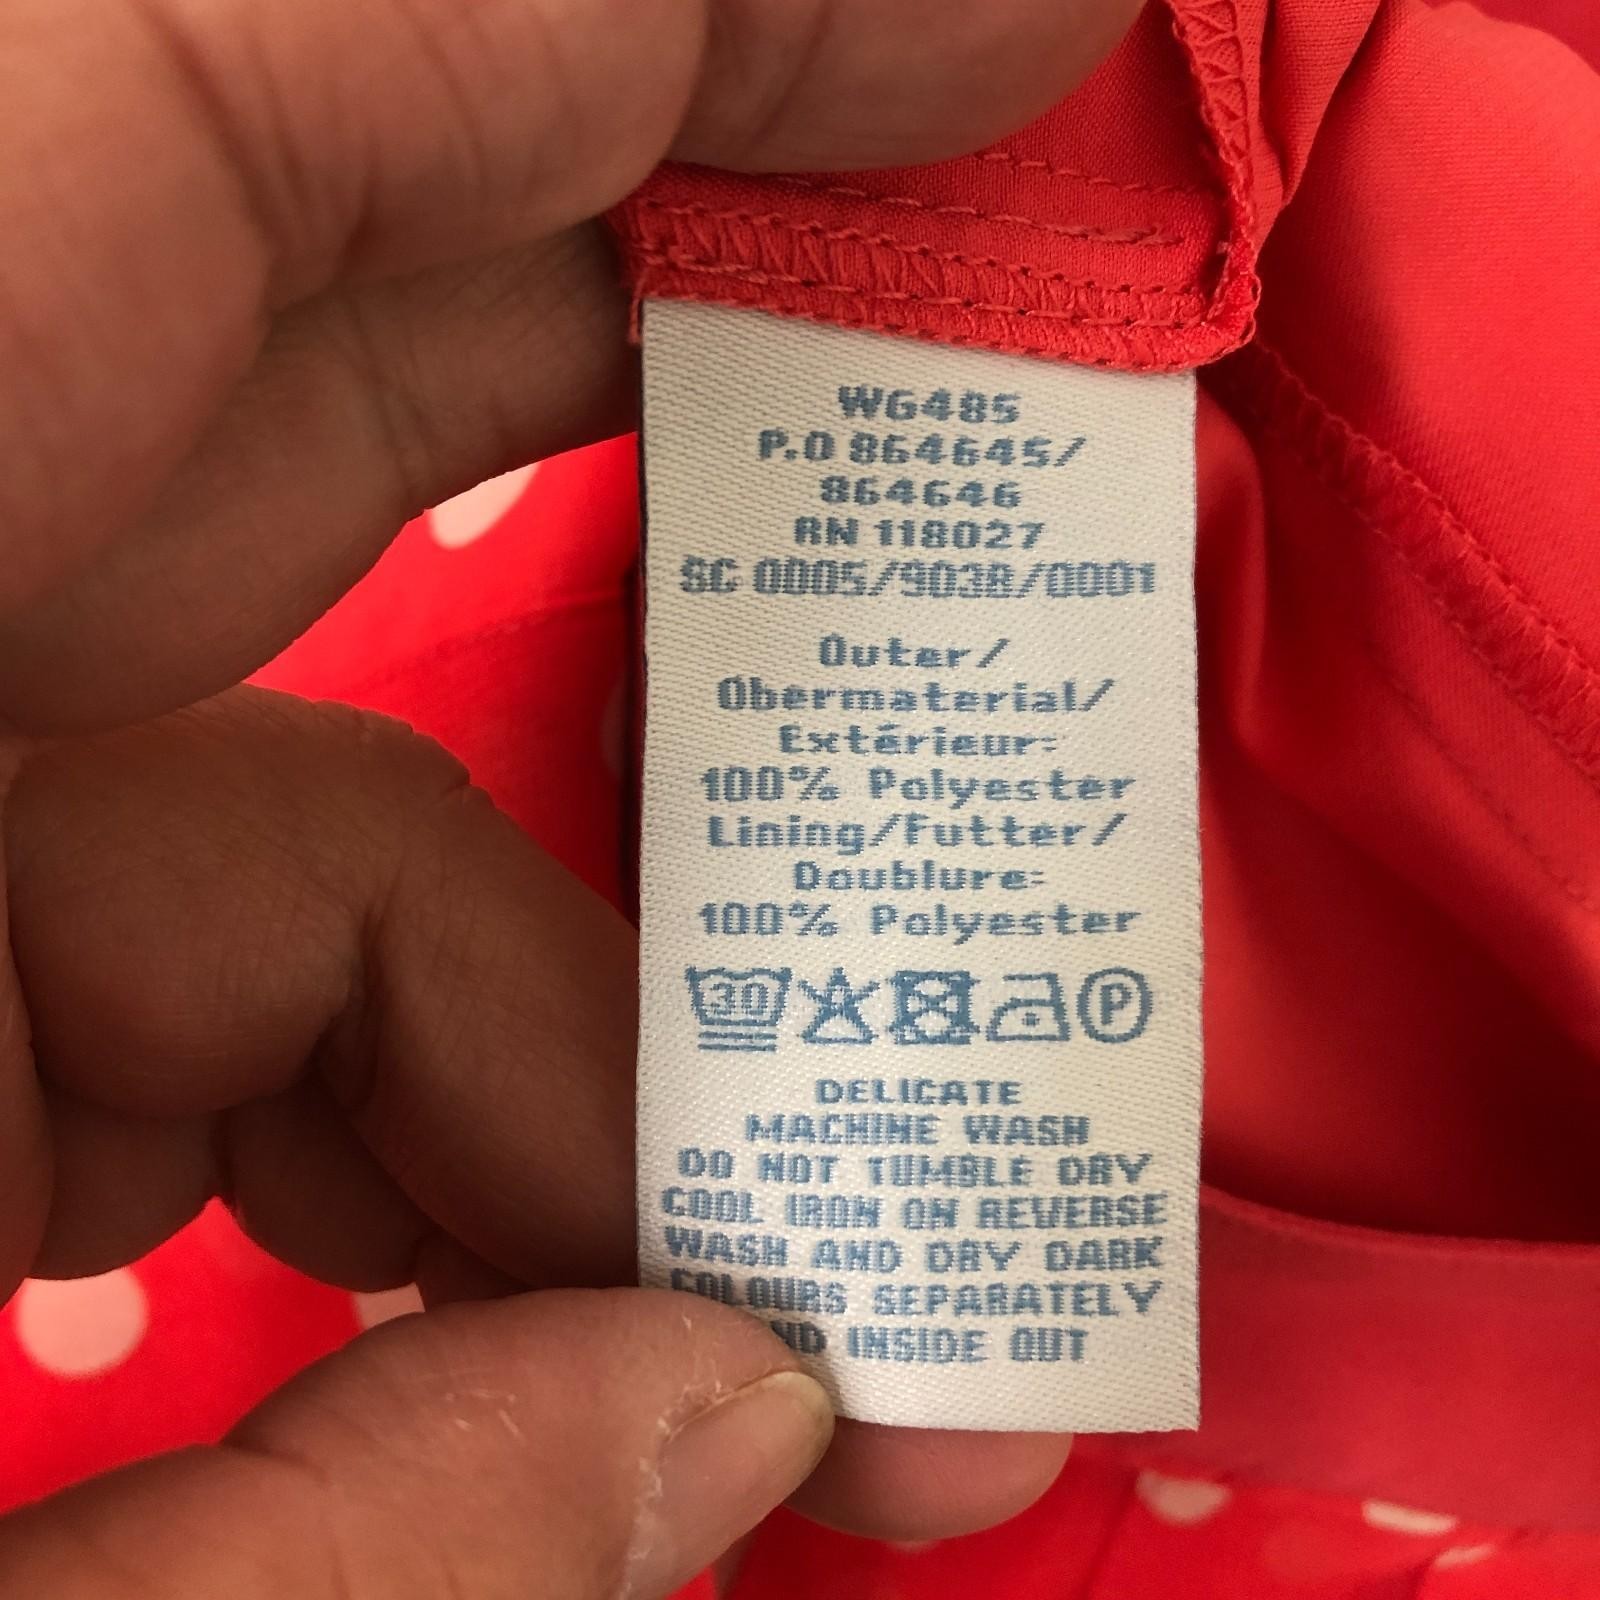 WG485
P.O 864645/
864646
RN 118027
SC 0005/9038/0001
Outer/
Obermaterial/
Extérieur:
100% Polyester
Lining/Futter/
Doublure:
100% Polyester
30 P
DELICATE
MACHINE WASH
DO NOT TUMBLE DRY
COOL IRON ON REVERSE
WASH AND DRY DARK
COLOURS SEPARATELY
AND INSIDE OUT